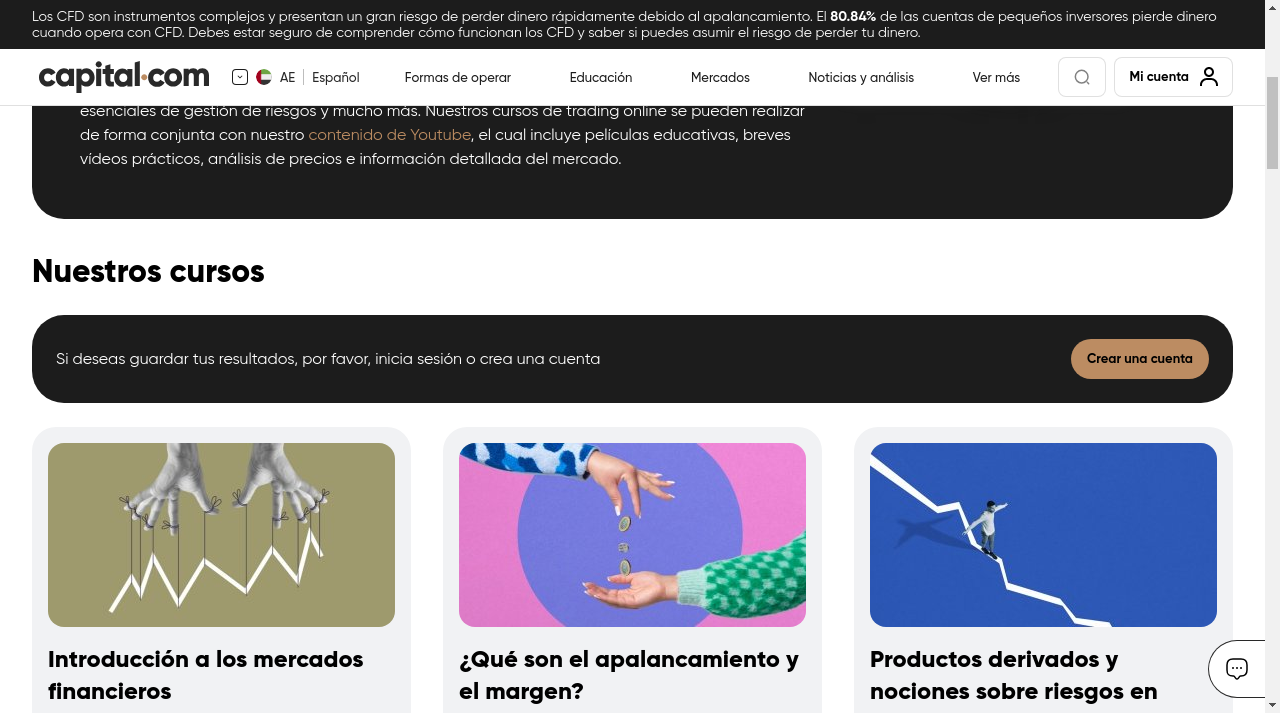 Los CFD son instrumentos complejos y presentan un gran riesgo de perder dinero rápidamente debido al apalancamiento. El 80.84% de las cuentas de pequeños inversores pierde dinero
cuando opera con CFD. Debes estar seguro de comprender cómo funcionan los CFD y saber si puedes asumir el riesgo de perder tu dinero.
capital.com
AE Español
Formas de operar
Educación
Mercados
Noticias y análisis
Ver más
Mi cuenta
esenciales de gestión de riesgos y mucho más. Nuestros cursos de trading online se pueden realizar
de forma conjunta con nuestro contenido de Youtube, el cual incluye películas educativas, breves
vídeos prácticos, análisis de precios e información detallada del mercado.
Nuestros cursos
Si deseas guardar tus resultados, por favor, inicia sesión o crea una cuenta
Crear una cuenta
Introducción a los mercados
financieros
¿Qué son el apalancamiento y
el margen?
Productos derivados y
nociones sobre riesgos en